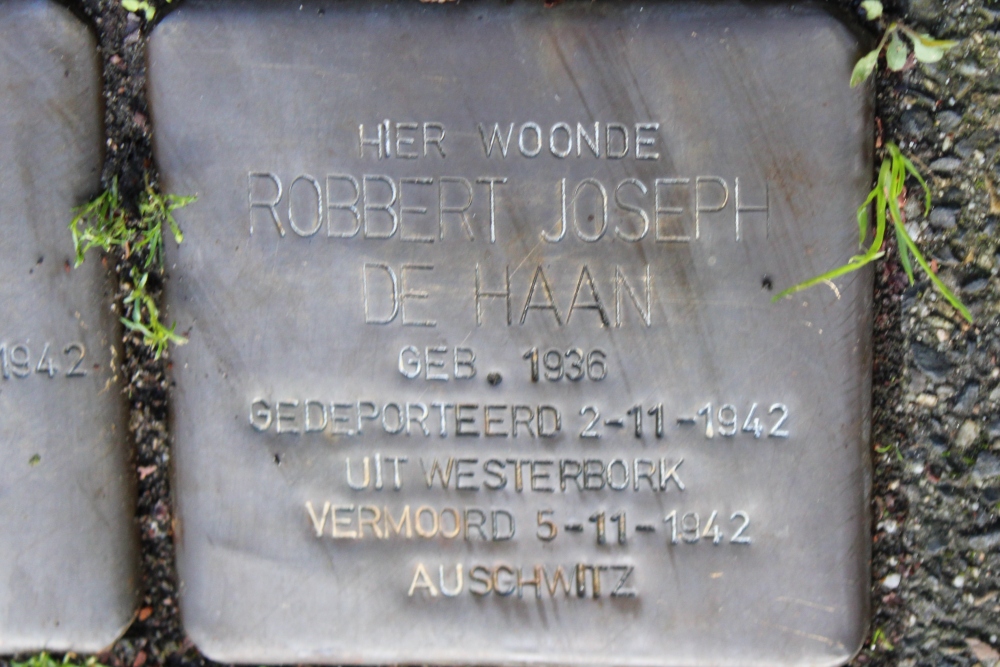 HIER WOONDE
ROBBERT JOSEPH
DE HAAN
GEB. 1936
GEDEPORTEERD 2-11-1942
UIT WESTERBORK
VERMOORD 5-11-1942
AUSCHWITZ
1942